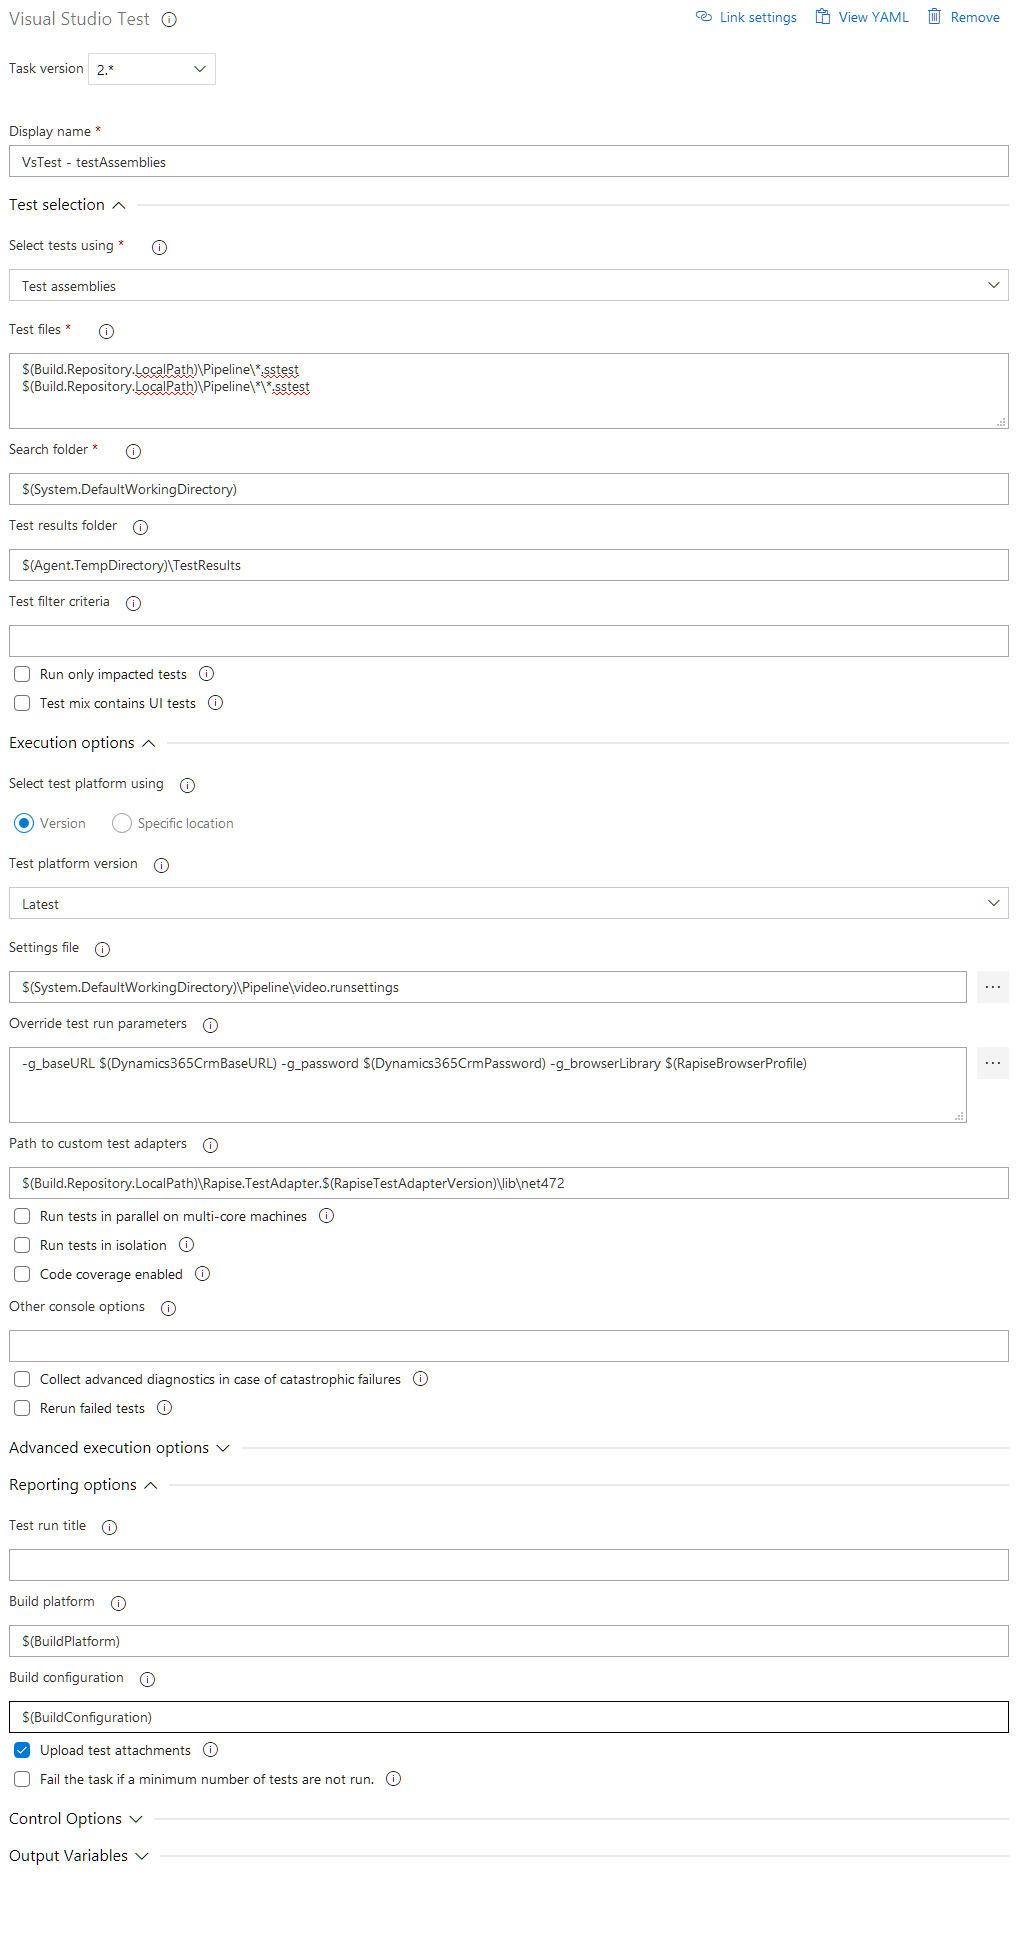 Visual Studio Test
Link settings View YAML Remove
Task version 2.*
Display name *
VsTest - testAssemblies
Test selection
Select tests using *
Test assemblies
Test files *
$(Build.Repository.LocalPath)\Pipeline\*.sstest
$(Build.Repository.LocalPath)\Pipeline\*\*.sstest
Search folder *
$(System.DefaultWorkingDirectory)
Test results folder
$(Agent.TempDirectory)\TestResults
Test filter criteria
Run only impacted tests
Test mix contains UI tests
Execution options
Select test platform using
Version Specific location
Test platform version
Latest
Settings file
$(System.DefaultWorkingDirectory)\Pipeline\video.runsettings
Override test run parameters
-g_baseURL $(Dynamics365CrmBaseURL) -g_password $(Dynamics365CrmPassword) -g_browserLibrary $(RapiseBrowserProfile)
Path to custom test adapters
$(Build.Repository.LocalPath)\Rapise.TestAdapter.$(RapiseTestAdapterVersion)\lib\net472
Run tests in parallel on multi-core machines
Run tests in isolation
Code coverage enabled
Other console options
Collect advanced diagnostics in case of catastrophic failures
Rerun failed tests
Advanced execution options
Reporting options
Test run title
Build platform
$(BuildPlatform)
Build configuration
$(BuildConfiguration)
Upload test attachments
Fail the task if a minimum number of tests are not run.
Control Options
Output Variables